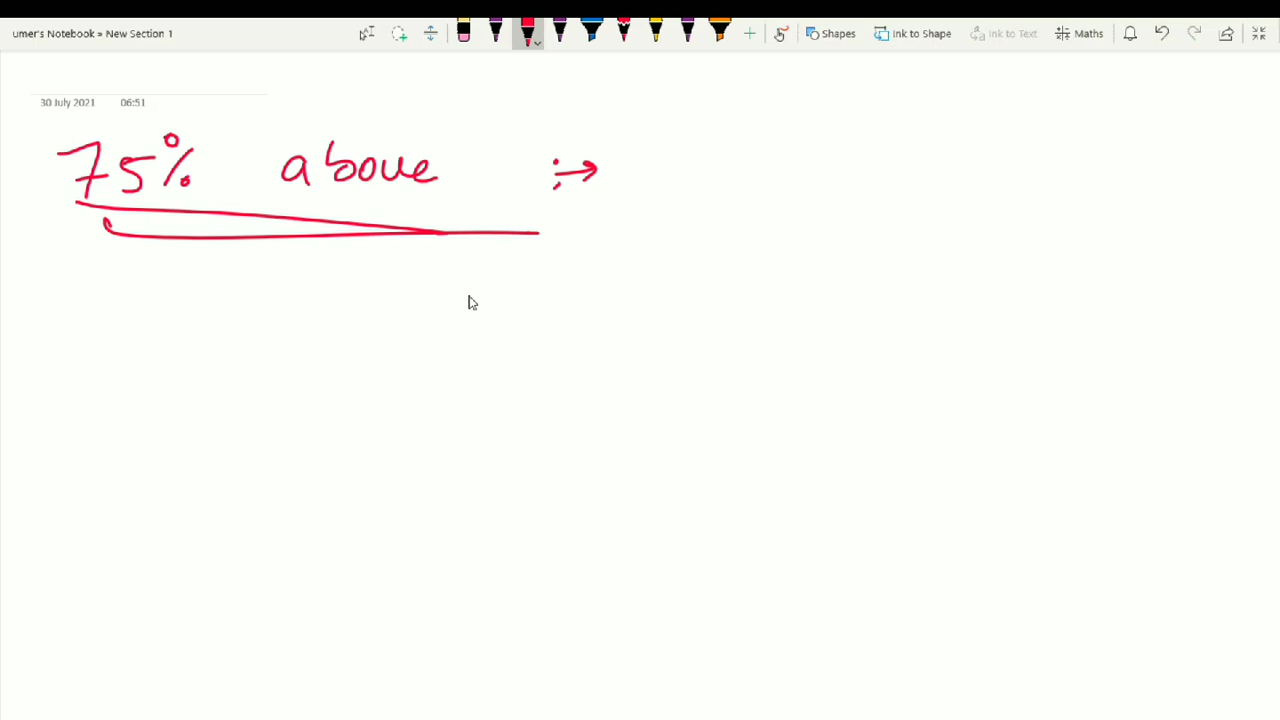 umer's Notebook » New Section 1
Shapes Ink to Shape Ink to Text Maths
30 July 2021 06:51
75% above :→